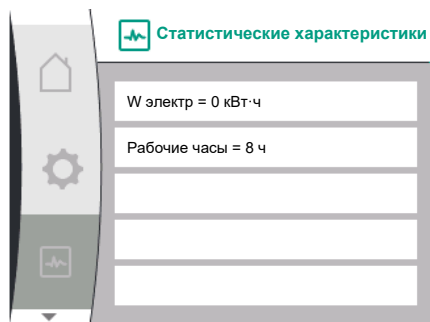 Статистические характеристики
W электр = 0 кВт·ч
Рабочие часы = 8 ч